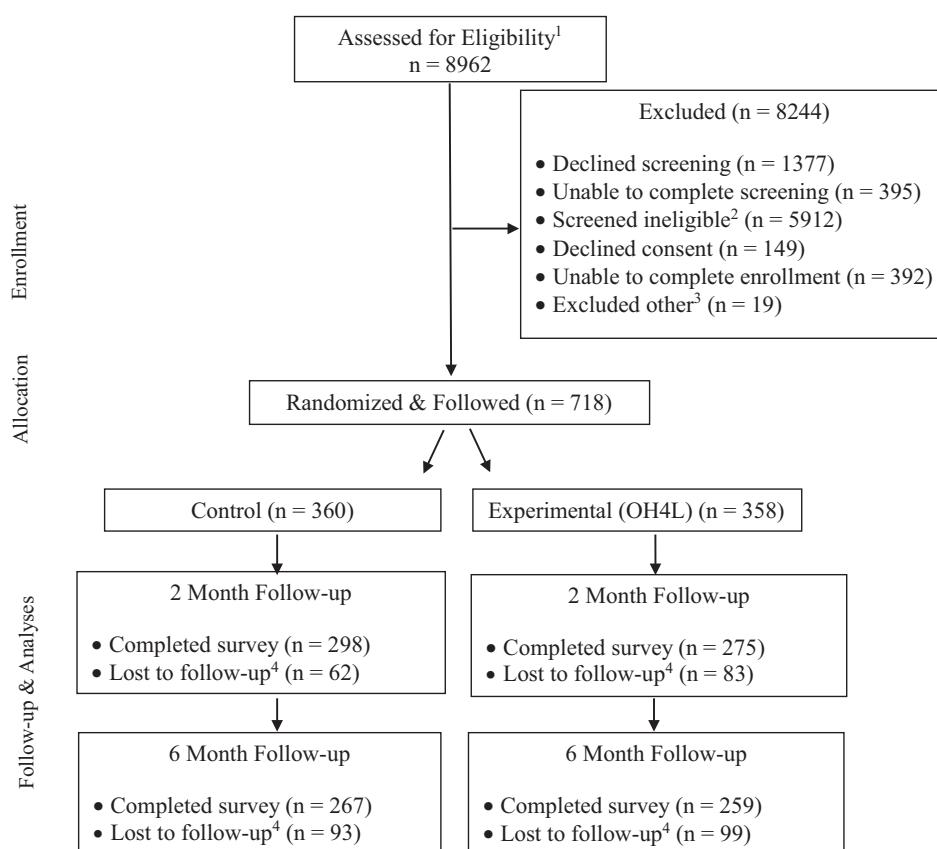 Assessed for Eligibility¹
n = 8962
Excluded (n = 8244)
• Declined screening (n = 1377)
• Unable to complete screening (n = 395)
• Screened ineligible² (n = 5912)
• Declined consent (n = 149)
• Unable to complete enrollment (n = 392)
• Excluded other³ (n = 19)
Enrollment
Allocation
Randomized & Followed (n = 718)
Control (n = 360)
Experimental (OH4L) (n = 358)
Follow-up & Analyses
2 Month Follow-up
• Completed survey (n = 298)
• Lost to follow-up⁴ (n = 62)
2 Month Follow-up
• Completed survey (n = 275)
• Lost to follow-up⁴ (n = 83)
6 Month Follow-up
• Completed survey (n = 267)
• Lost to follow-up⁴ (n = 93)
6 Month Follow-up
• Completed survey (n = 259)
• Lost to follow-up⁴ (n = 99)